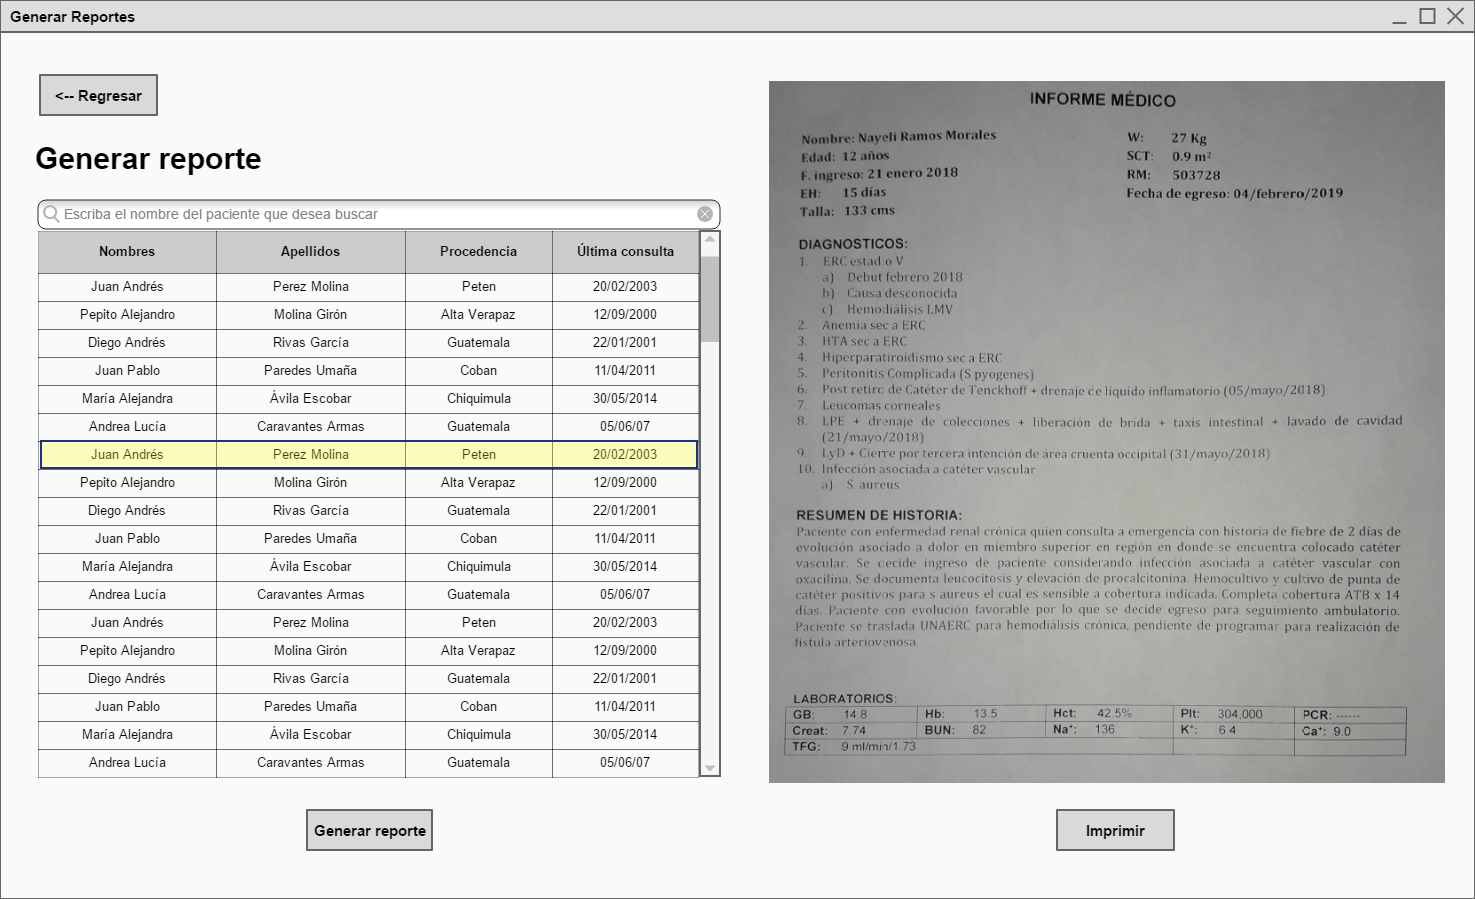 Generar Reportes
<-- Regresar
Generar reporte
Escriba el nombre del paciente que desea buscar
Nombres Apellidos Procedencia Última consulta
Juan Andrés Perez Molina Peten 20/02/2003
Pepito Alejandro Molina Girón Alta Verapaz 12/09/2000
Diego Andrés Rivas García Guatemala 22/01/2001
Juan Pablo Paredes Umaña Coban 11/04/2011
María Alejandra Ávila Escobar Chiquimula 30/05/2014
Andrea Lucía Caravantes Armas Guatemala 05/06/07
Juan Andrés Perez Molina Peten 20/02/2003
Pepito Alejandro Molina Girón Alta Verapaz 12/09/2000
Diego Andrés Rivas García Guatemala 22/01/2001
Juan Pablo Paredes Umaña Coban 11/04/2011
María Alejandra Ávila Escobar Chiquimula 30/05/2014
Andrea Lucía Caravantes Armas Guatemala 05/06/07
Juan Andrés Perez Molina Peten 20/02/2003
Pepito Alejandro Molina Girón Alta Verapaz 12/09/2000
Diego Andrés Rivas García Guatemala 22/01/2001
Juan Pablo Paredes Umaña Coban 11/04/2011
María Alejandra Ávila Escobar Chiquimula 30/05/2014
Andrea Lucía Caravantes Armas Guatemala 05/06/07
Generar reporte
INFORME MÉDICO
Nombre: Nayeli Ramos Morales W: 27 Kg
Edad: 12 años SCT: 0.9 m²
F. ingreso: 21 enero 2018 RM: 503728
EH: 15 días Fecha de egreso: 04/febrero/2019
Talla: 133 cms
DIAGNOSTICOS:
1. ERC estadío V
a) Debut febrero 2018
b) Causa desconocida
c) Hemodiálisis LMV
2. Anemia sec a ERC
3. HTA sec a ERC
4. Hiperparatiroidismo sec a ERC
5. Peritonitis Complicada (S pyogenes)
6. Post retiro de Catéter de Tenckhoff + drenaje de líquido inflamatorio (05/mayo/2018)
7. Leucomas corneales
8. LPE + drenaje de colecciones + liberación de brida + taxis intestinal + lavado de cavidad
(21/mayo/2018)
9. LyD + Cierre por tercera intención de área cruenta occipital (31/mayo/2018)
10. Infección asociada a catéter vascular
a) S. aureus
RESUMEN DE HISTORIA:
Paciente con enfermedad renal crónica quien consulta a emergencia con historia de fiebre de 2 días de
evolución asociado a dolor en miembro superior en región en donde se encuentra colocado catéter
vascular. Se decide ingreso de paciente considerando infección asociada a catéter vascular con
oxacilina. Se documenta leucocitosis y elevación de procalcitonina. Hemocultivo y cultivo de punta de
catéter positivos para s aureus el cual es sensible a cobertura indicada. Completa cobertura ATB x 14
días. Paciente con evolución favorable por lo que se decide egreso para seguimiento ambulatorio.
Paciente se traslada UNAERC para hemodiálisis crónica, pendiente de programar para realización de
fistula arteriovenosa.
LABORATORIOS:
GB: 14.8 Hb: 13.5 Hct: 42.5% Plt: 304,000 PCR: ------
Creat: 7.74 BUN: 82 Na⁺: 136 K⁺: 6.4 Ca⁺: 9.0
TFG: 9 ml/min/1.73
Imprimir